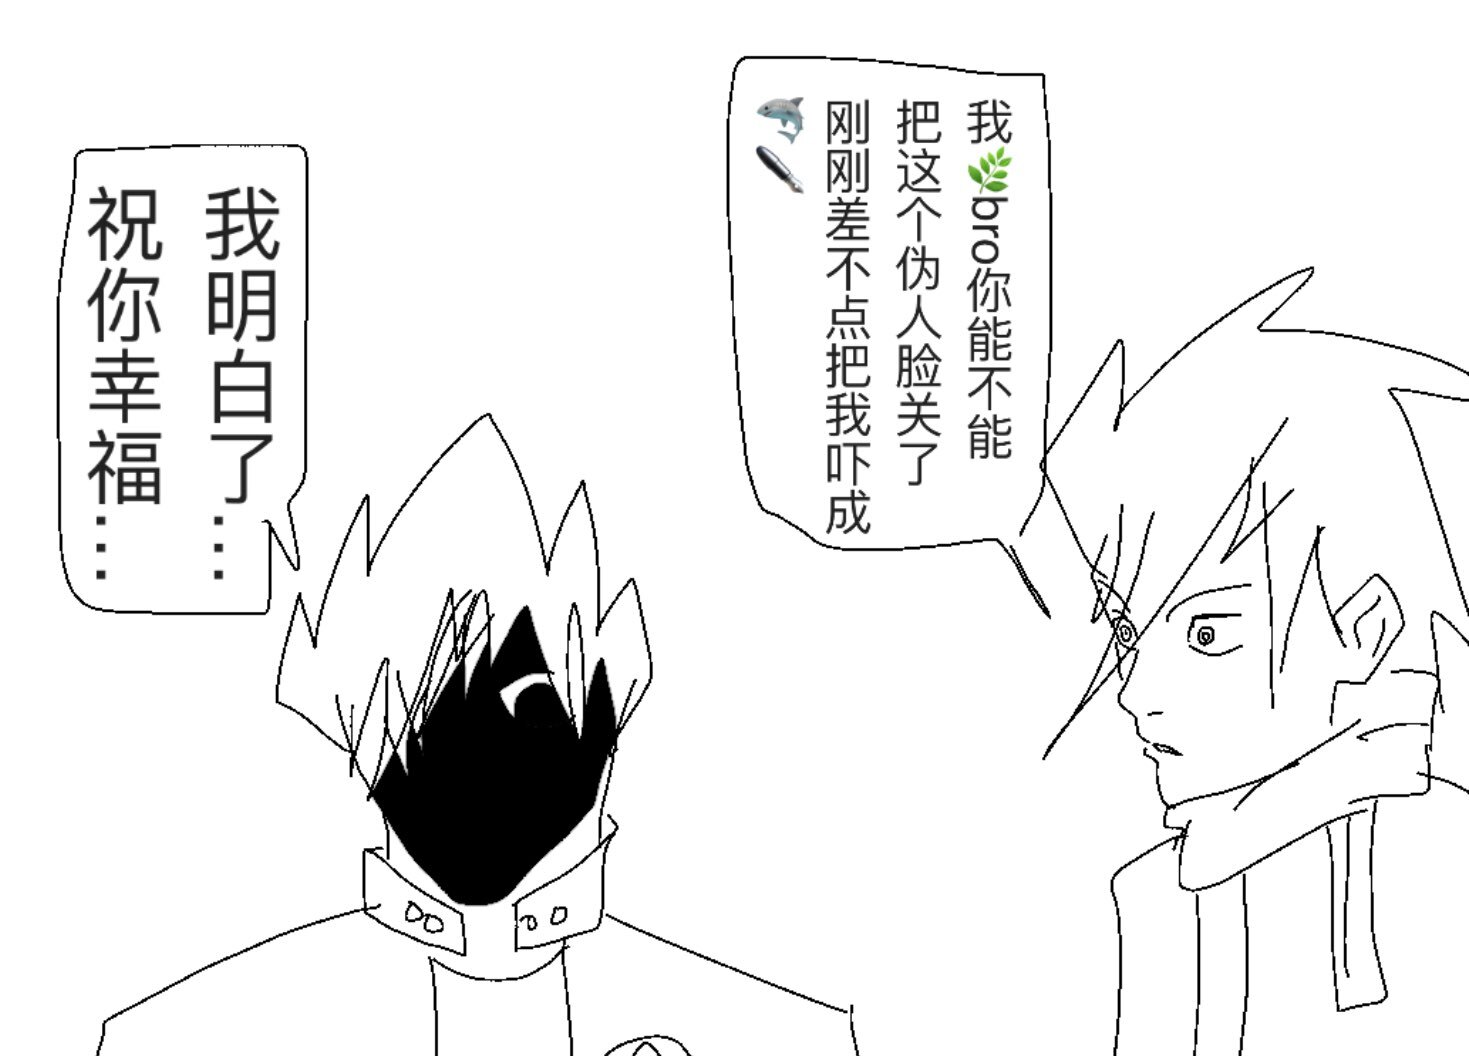 我🌿bro你能不能
把这个伪人脸关了
刚刚差不点把我吓成
🦈🖋
我明白了…
祝你幸福…